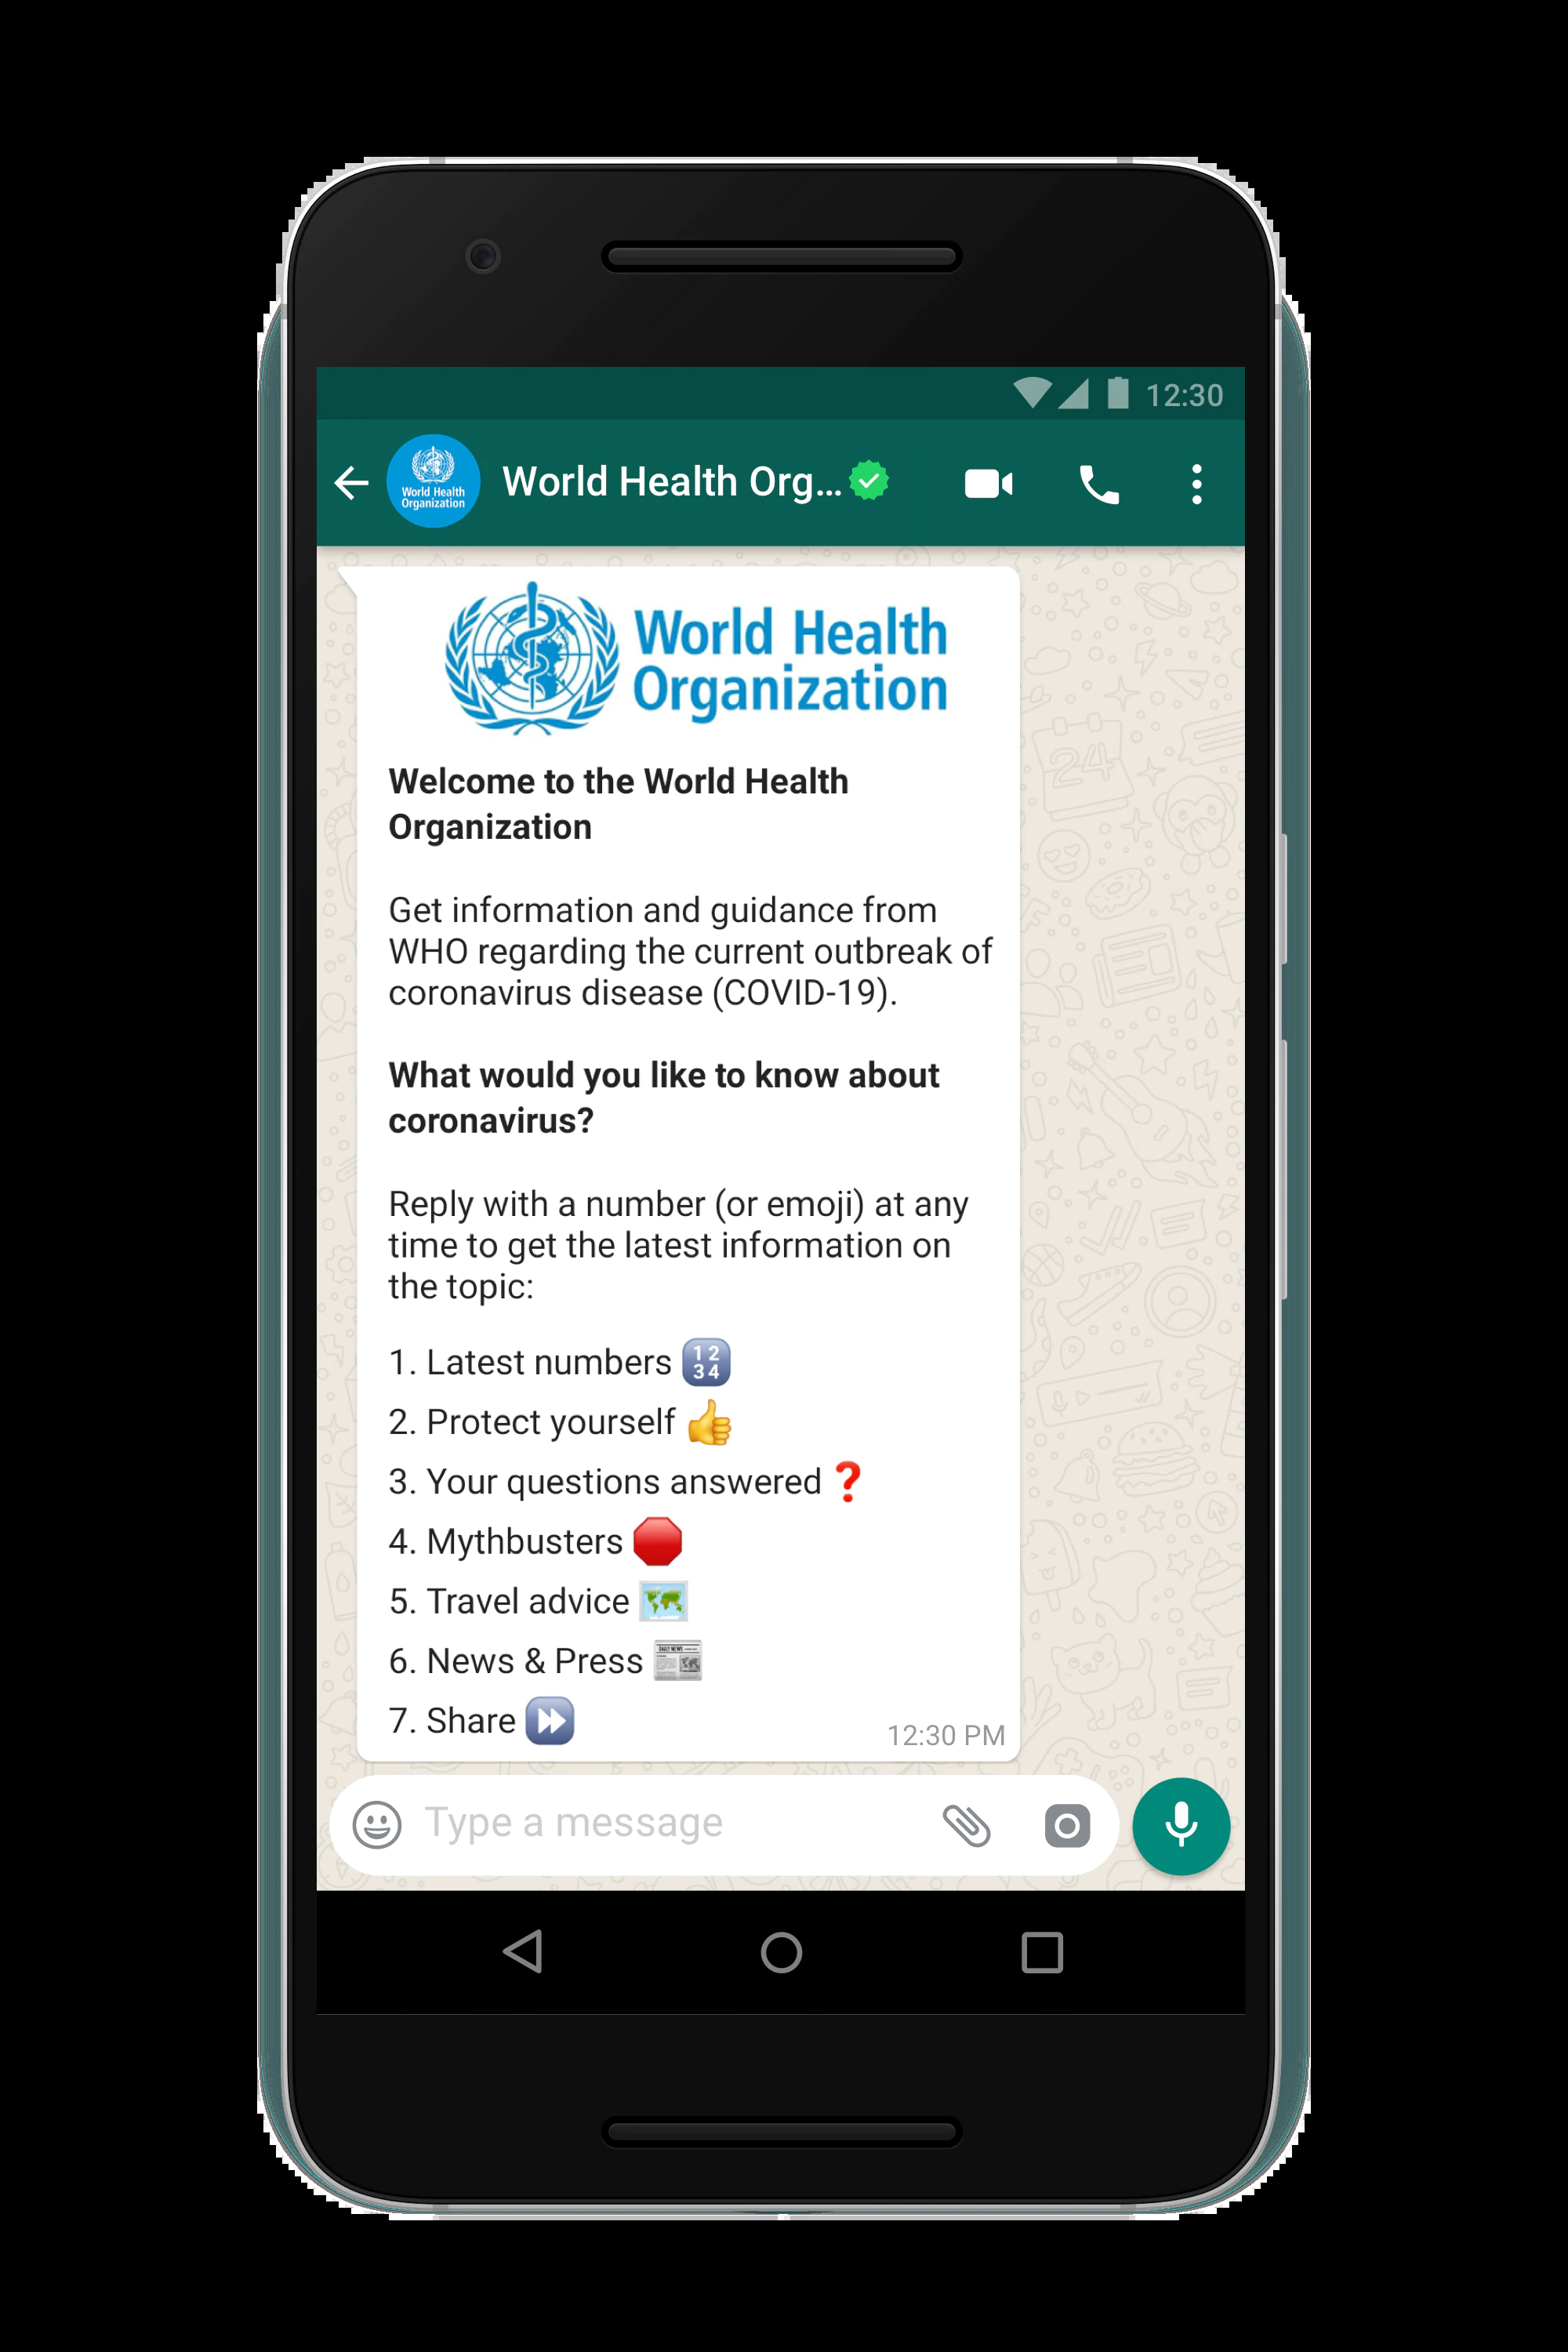 12:30
World Health
Organization
World Health Org...
World Health
Organization
Welcome to the World Health
Organization
Get information and guidance from
WHO regarding the current outbreak of
coronavirus disease (COVID-19).
What would you like to know about
coronavirus?
Reply with a number (or emoji) at any
time to get the latest information on
the topic:
1. Latest numbers 🔢
2. Protect yourself 👍
3. Your questions answered ❓
4. Mythbusters 🛑
5. Travel advice 🗺️
6. News & Press 📰
7. Share ⏩
12:30 PM
Type a message